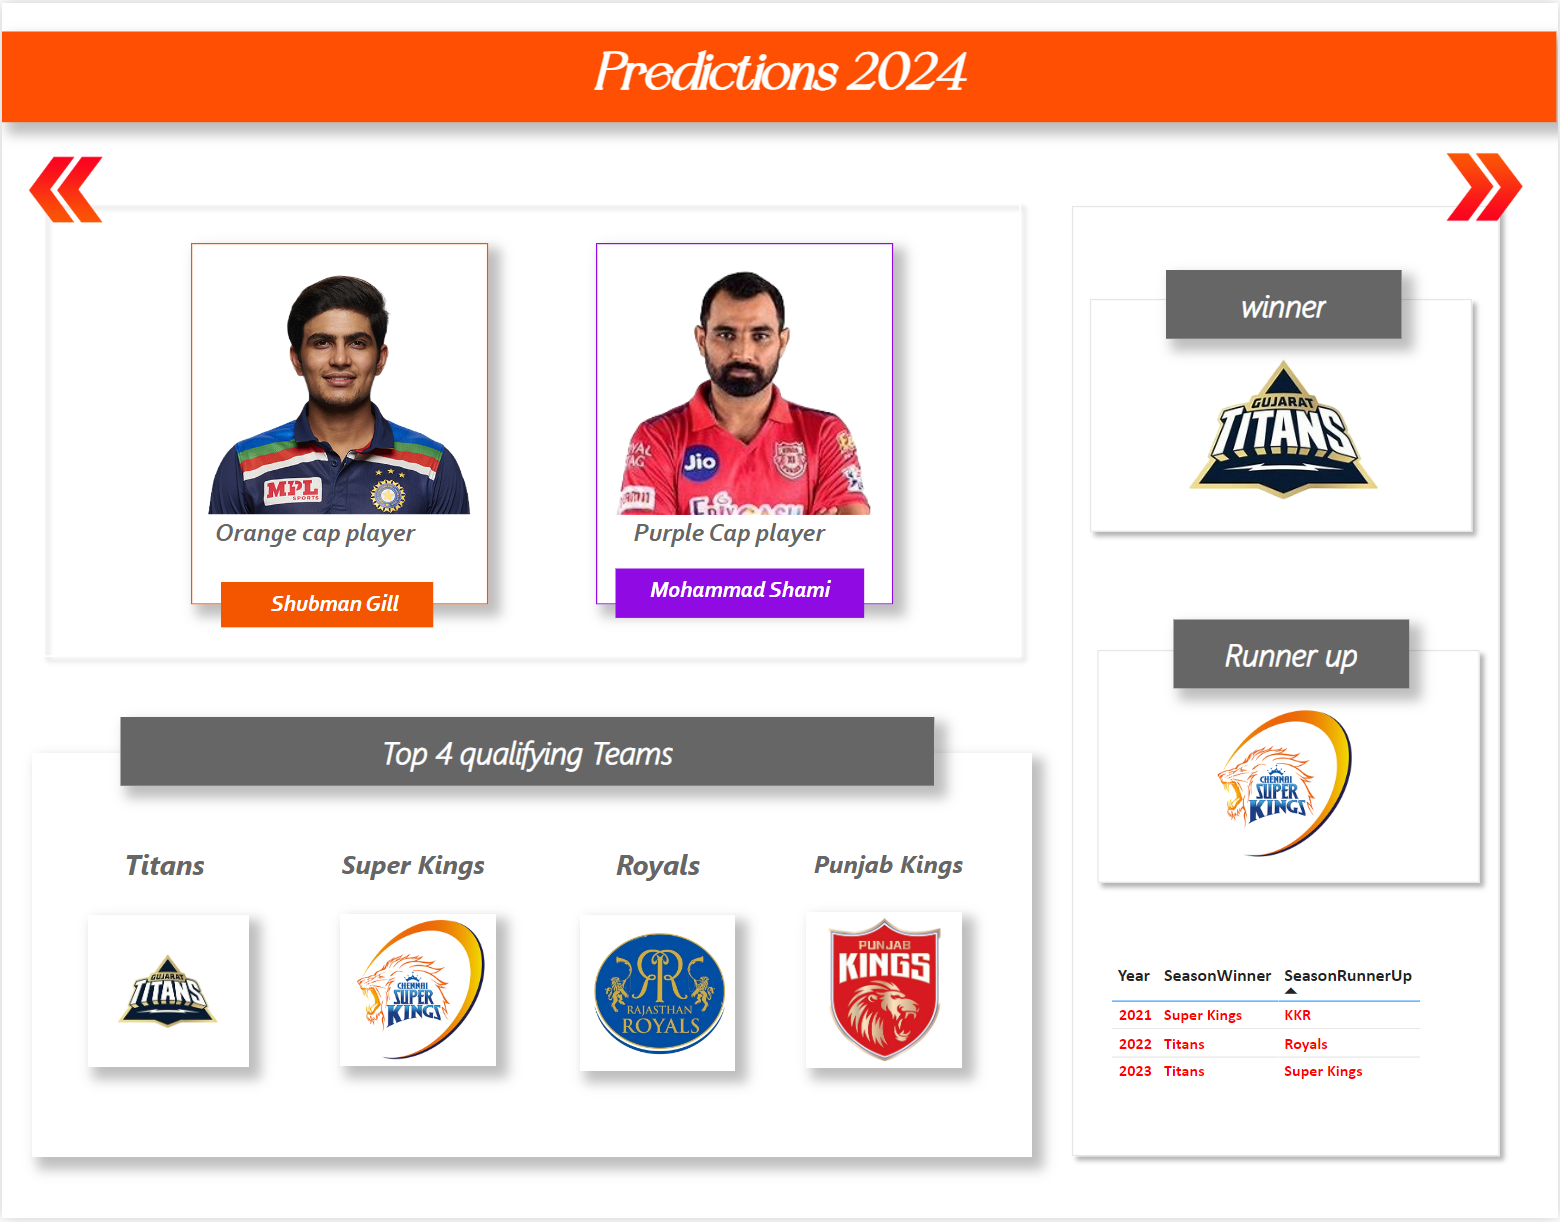 Predictions 2024
MPL
SPORTS
Orange cap player
Shubman Gill
Jio
Purple Cap player
Mohammad Shami
winner
GUJARAT
TITANS
Runner up
CHENNAI
SUPER
KINGS
Top 4 qualifying Teams
Titans
Super Kings
Royals
Punjab Kings
GUJARAT
TITANS
CHENNAI
SUPER
KINGS
RR
RAJASTHAN
ROYALS
PUNJAB
KINGS
Year SeasonWinner SeasonRunnerUp
2021 Super Kings KKR
2022 Titans Royals
2023 Titans Super Kings